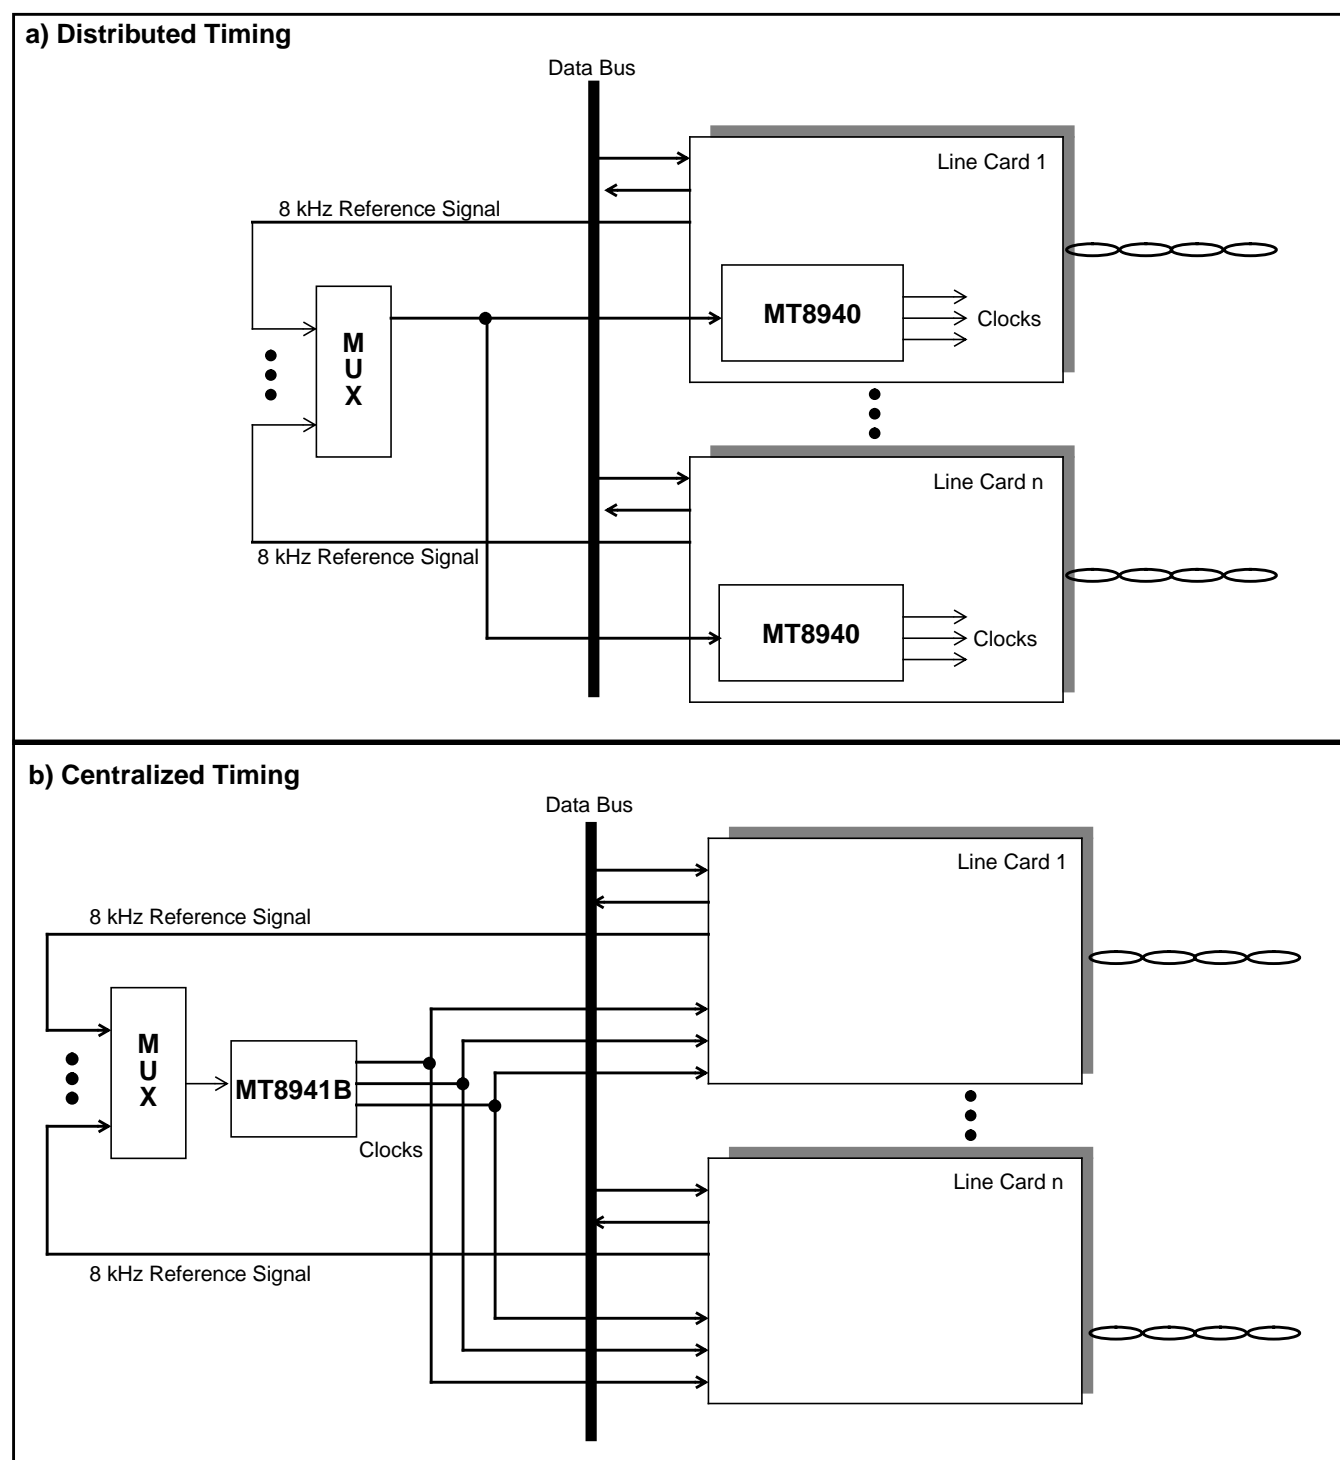 a) Distributed Timing
Data Bus
Line Card 1
8 kHz Reference Signal
MT8940
Clocks
M
U
X
Line Card n
8 kHz Reference Signal
MT8940
Clocks
b) Centralized Timing
Data Bus
Line Card 1
8 kHz Reference Signal
M
U
X
MT8941B
Clocks
Line Card n
8 kHz Reference Signal